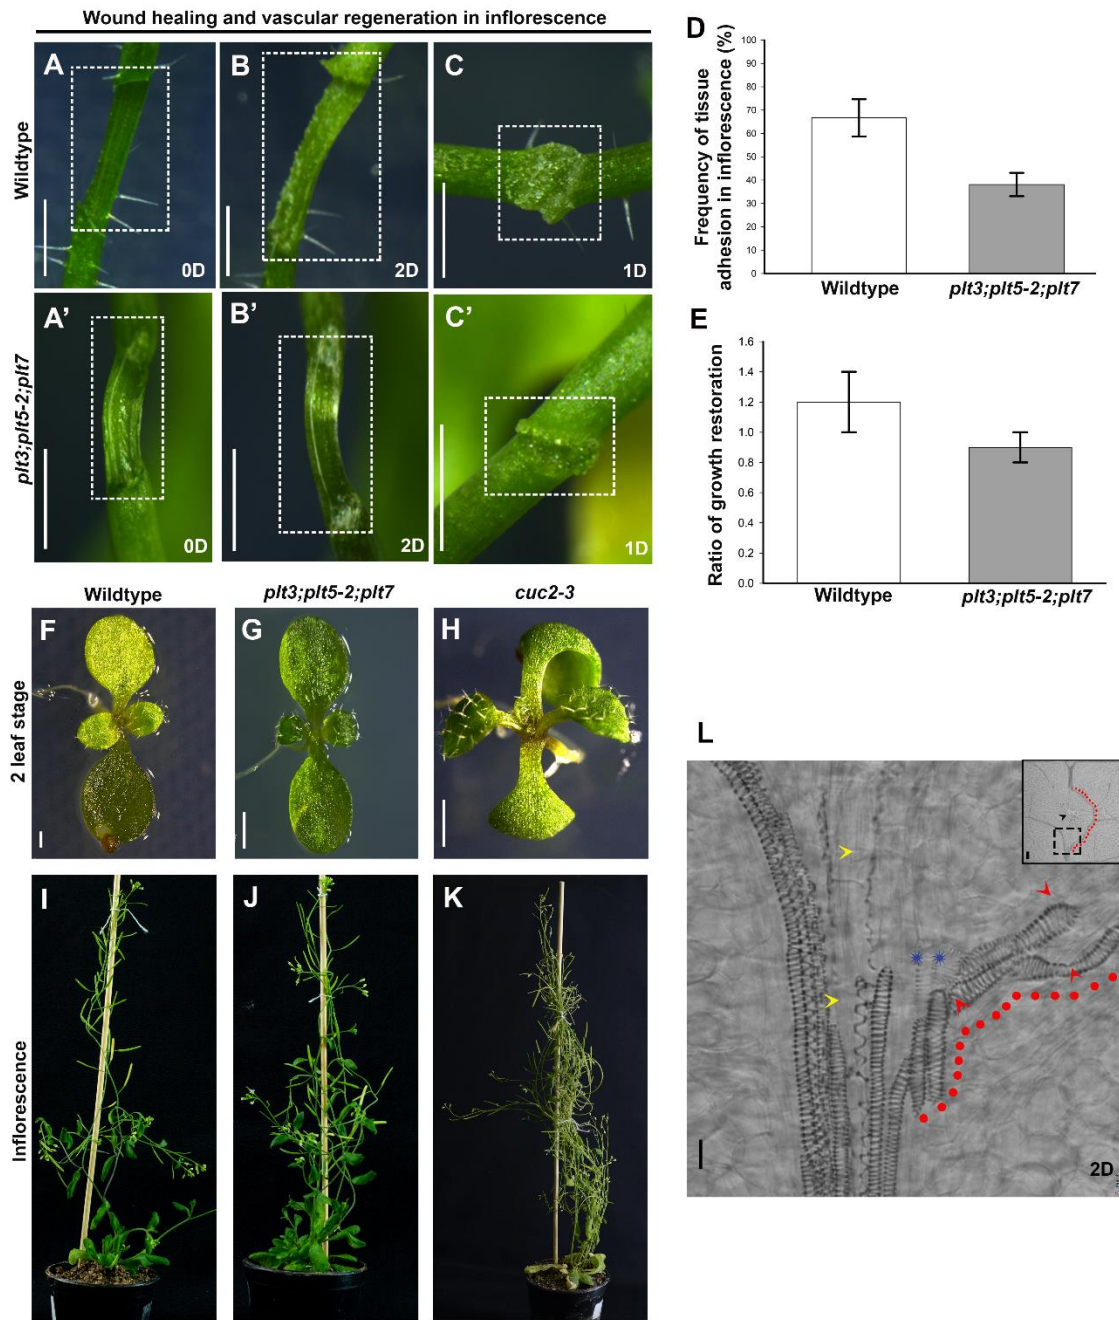 Wound healing and vascular regeneration in inflorescence
Wildtype
A
0D
B
2D
C
1D
plt3;plt5-2;plt7
A’
0D
B’
2D
C’
1D
D
Frequency of tissue
adhesion in inflorescence (%)
100
90
80
70
60
50
40
30
20
10
0
Wildtype
plt3;plt5-2;plt7
E
Ratio of growth restoration
1.6
1.4
1.2
1.0
0.8
0.6
0.4
0.2
0.0
Wildtype
plt3;plt5-2;plt7
Wildtype
plt3;plt5-2;plt7
cuc2-3
2 leaf stage
F
G
H
Inflorescence
I
J
K
L
2D